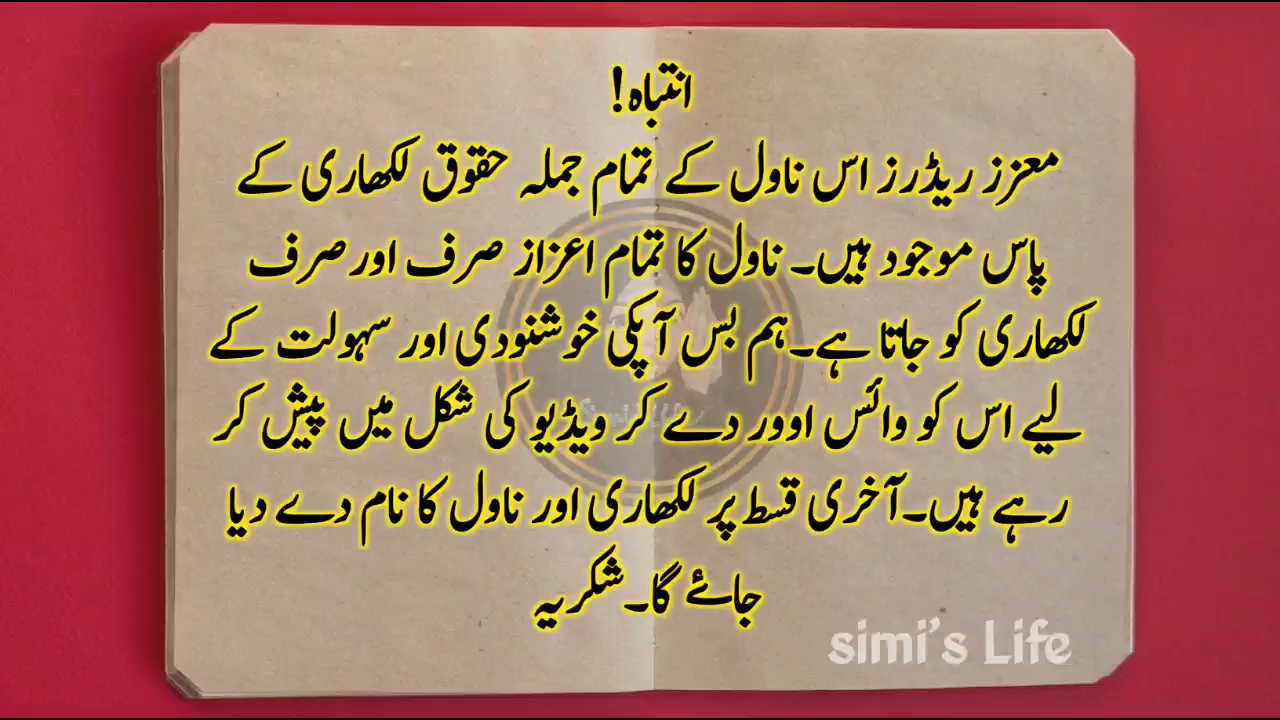 انتباہ!
معزز ریڈرز اس ناول کے تمام جملہ حقوق لکھاری کے
پاس موجود ہیں۔ ناول کا تمام اعزاز صرف اور صرف
لکھاری کو جاتا ہے۔ ہم بس آپکی خوشنودی اور سہولت کے
لیے اس کو وائس اوور دے کر ویڈیو کی شکل میں پیش کر
رہے ہیں۔ آخری قسط پر لکھاری اور ناول کا نام دے دیا
جائے گا۔ شکریہ
simi's Life